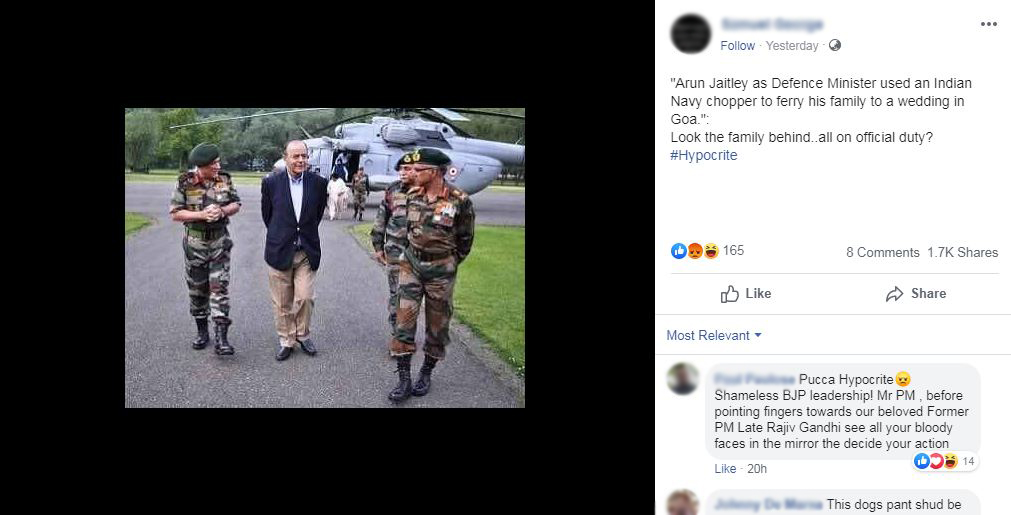 Follow · Yesterday ·
"Arun Jaitley as Defence Minister used an Indian
Navy chopper to ferry his family to a wedding in
Goa.":
Look the family behind..all on official duty?
#Hypocrite
165
8 Comments 1.7K Shares
Like Share
Most Relevant
Pucca Hypocrite😠
Shameless BJP leadership! Mr PM , before
pointing fingers towards our beloved Former
PM Late Rajiv Gandhi see all your bloody
faces in the mirror the decide your action
14
Like · 20h
This dogs pant shud be